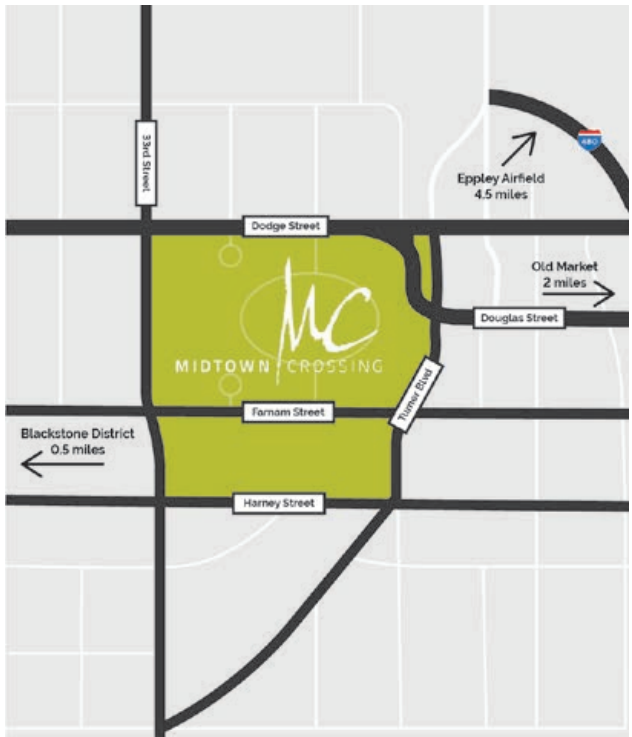 33rd Street
480
Eppley Airfield
4.5 miles
Dodge Street
Old Market
2 miles
Douglas Street
MC
MIDTOWN CROSSING
Turner Blvd
Farnam Street
Blackstone District
0.5 miles
Harney Street